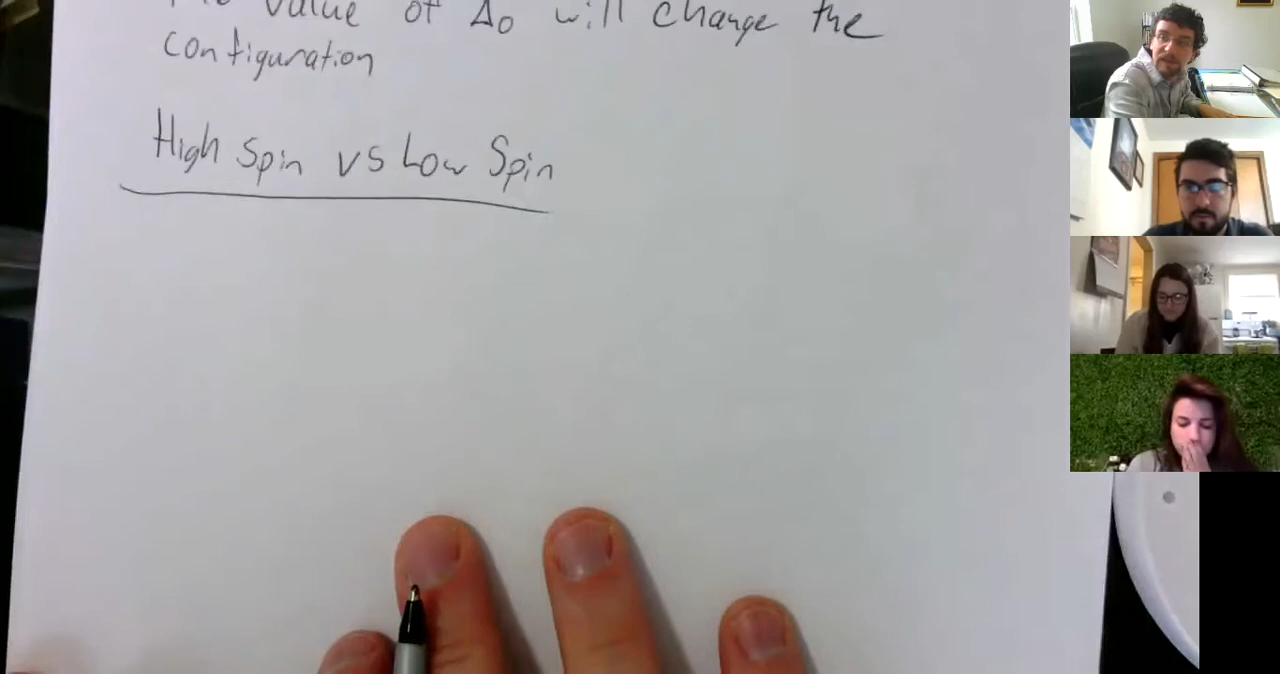 value of Δo will change the
configuration
High Spin vs Low Spin